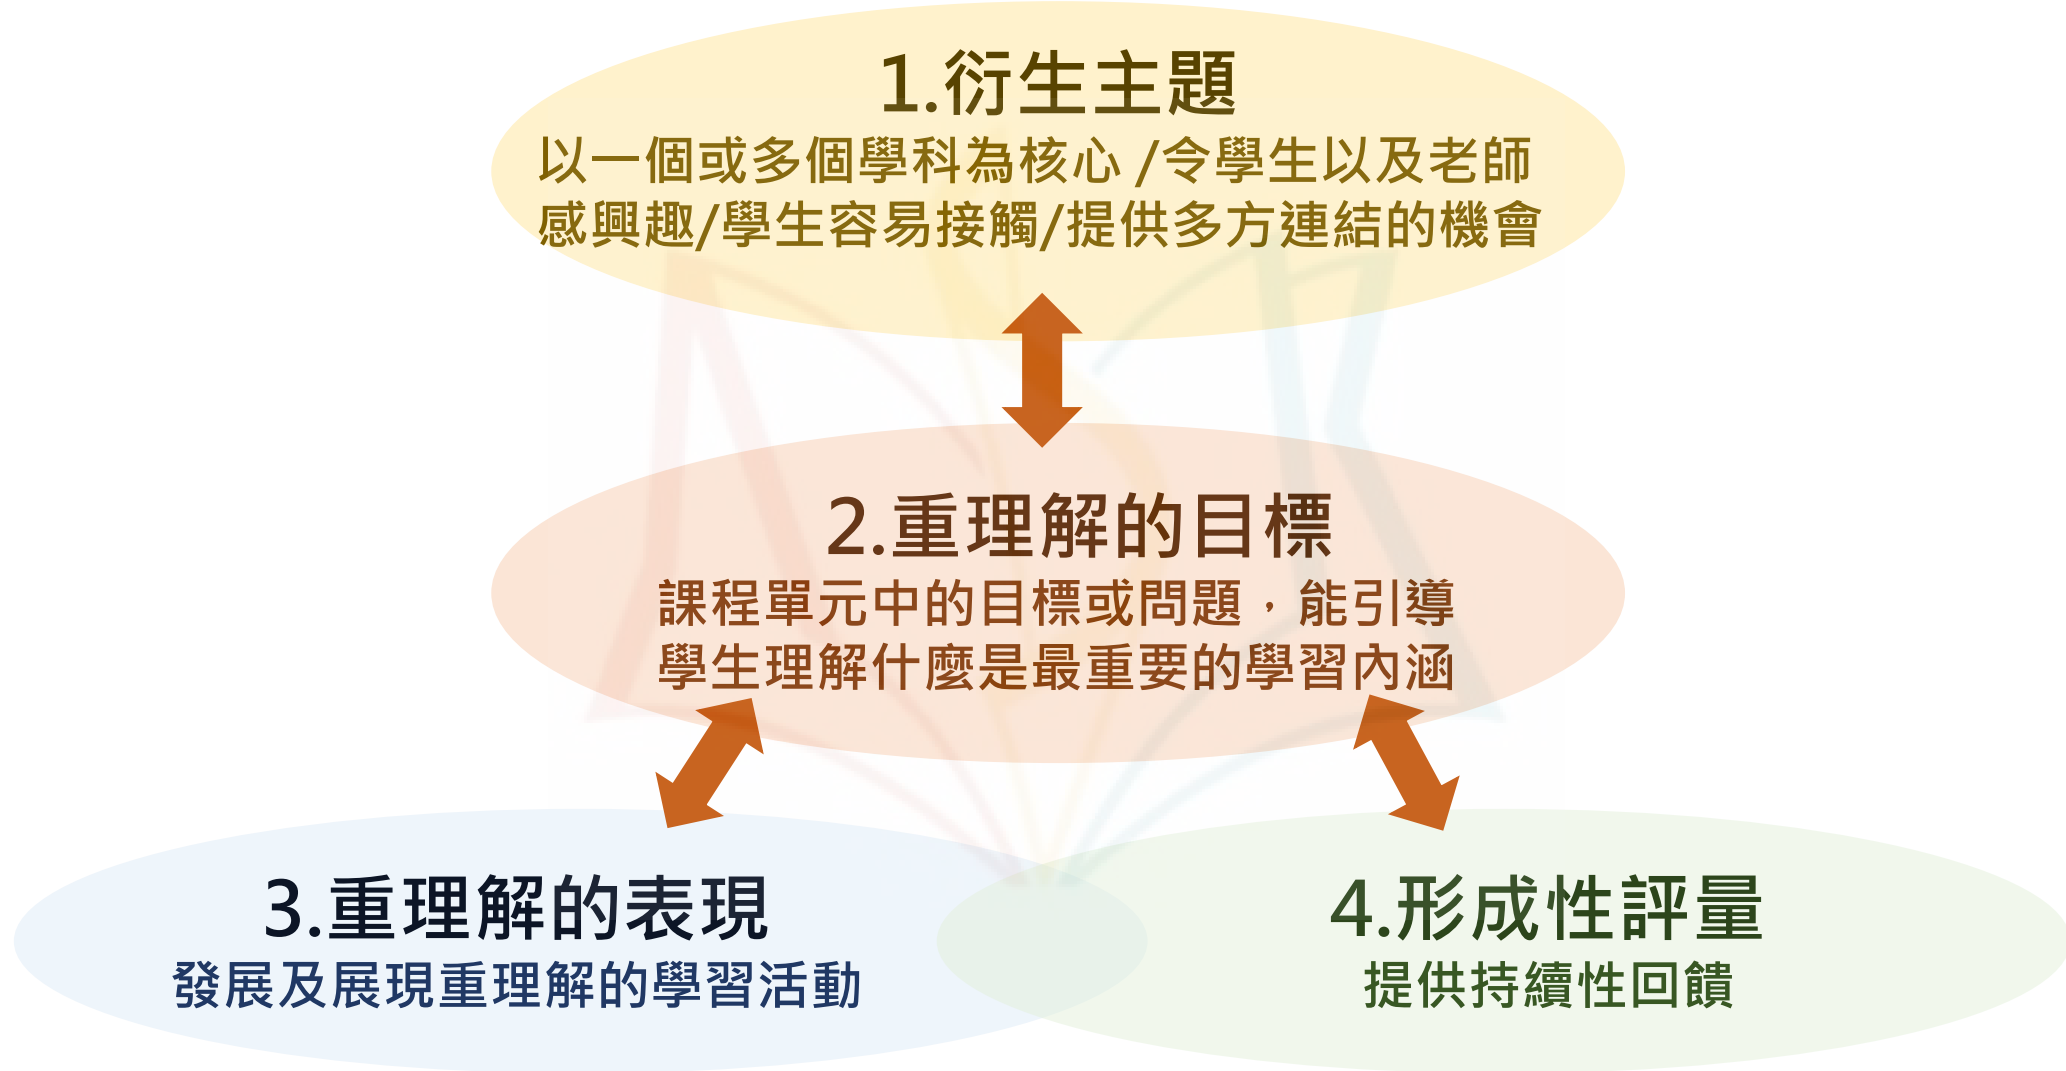 1.衍生主題
以一個或多個學科為核心 /令學生以及老師
感興趣/學生容易接觸/提供多方連結的機會
2.重理解的目標
課程單元中的目標或問題，能引導
學生理解什麼是最重要的學習內涵
3.重理解的表現
發展及展現重理解的學習活動
4.形成性評量
提供持續性回饋